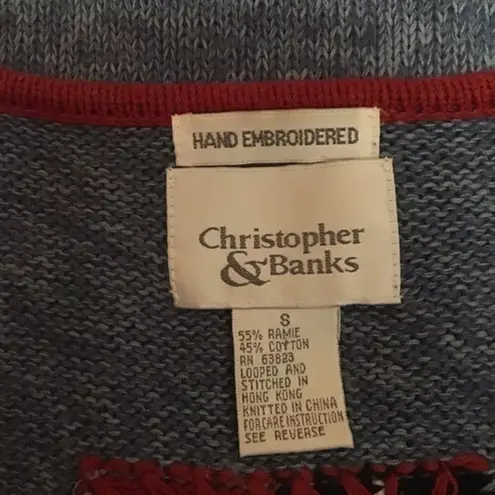 HAND EMBROIDERED
Christopher
& Banks
S
55% RAMIE
45% COTTON
RN 63823
LOOPED AND
STITCHED IN
HONG KONG
KNITTED IN CHINA
FOR CARE INSTRUCTION
SEE REVERSE